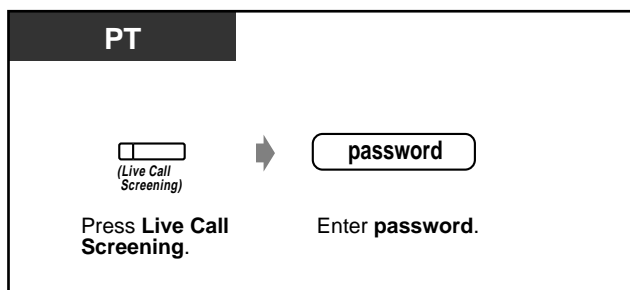 PT
password
(Live Call
Screening)
Press Live Call
Screening.
Enter password.